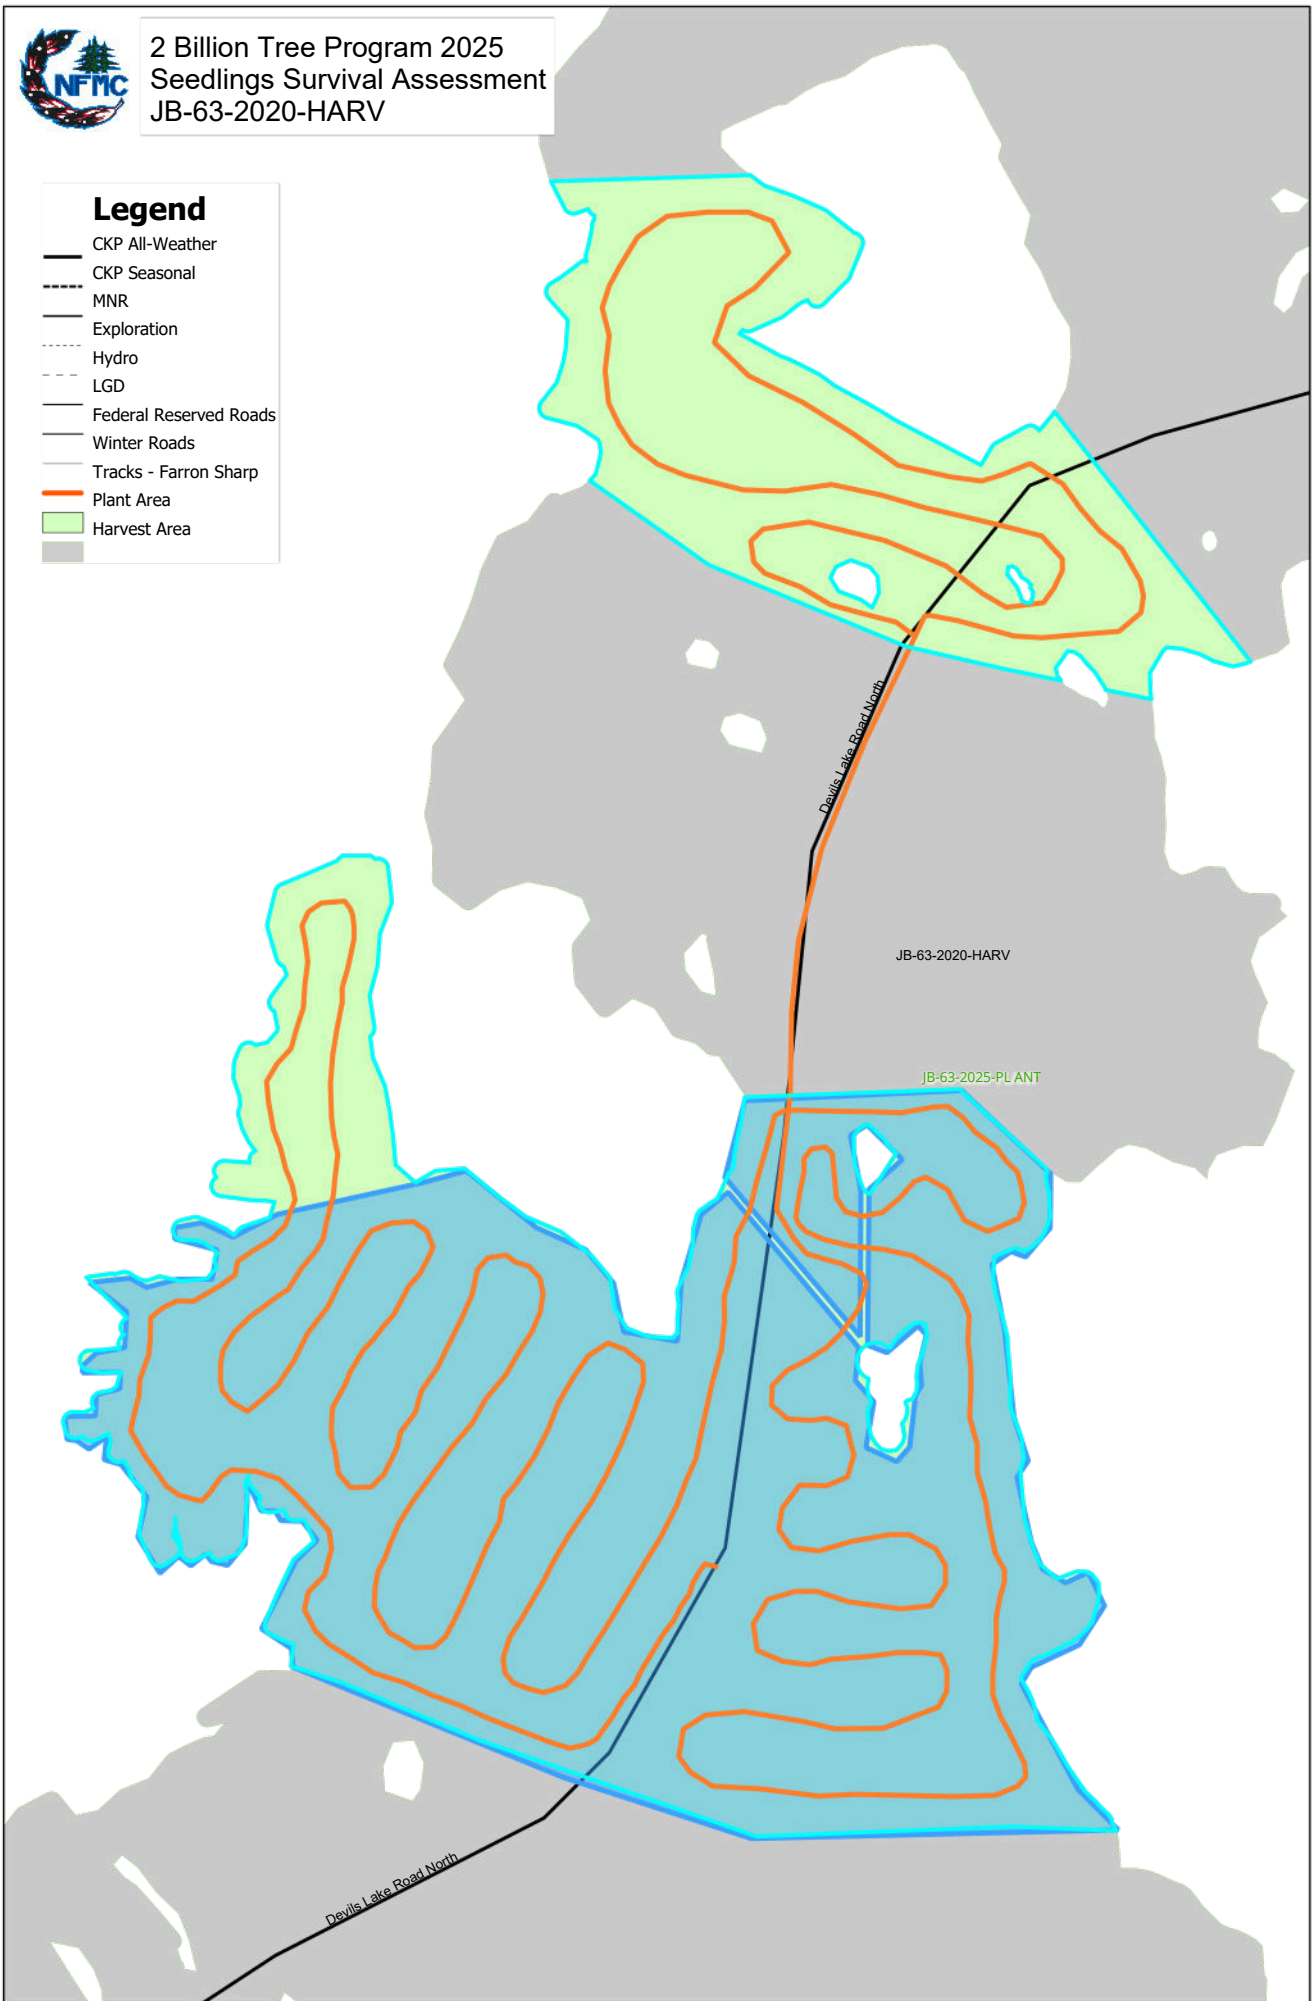 NFMC
2 Billion Tree Program 2025
Seedlings Survival Assessment
JB-63-2020-HARV
Legend
CKP All-Weather
CKP Seasonal
MNR
Exploration
Hydro
LGD
Federal Reserved Roads
Winter Roads
Tracks - Farron Sharp
Plant Area
Harvest Area
Devils Lake Road North
JB-63-2020-HARV
JB-63-2025-PLANT
Devils Lake Road North